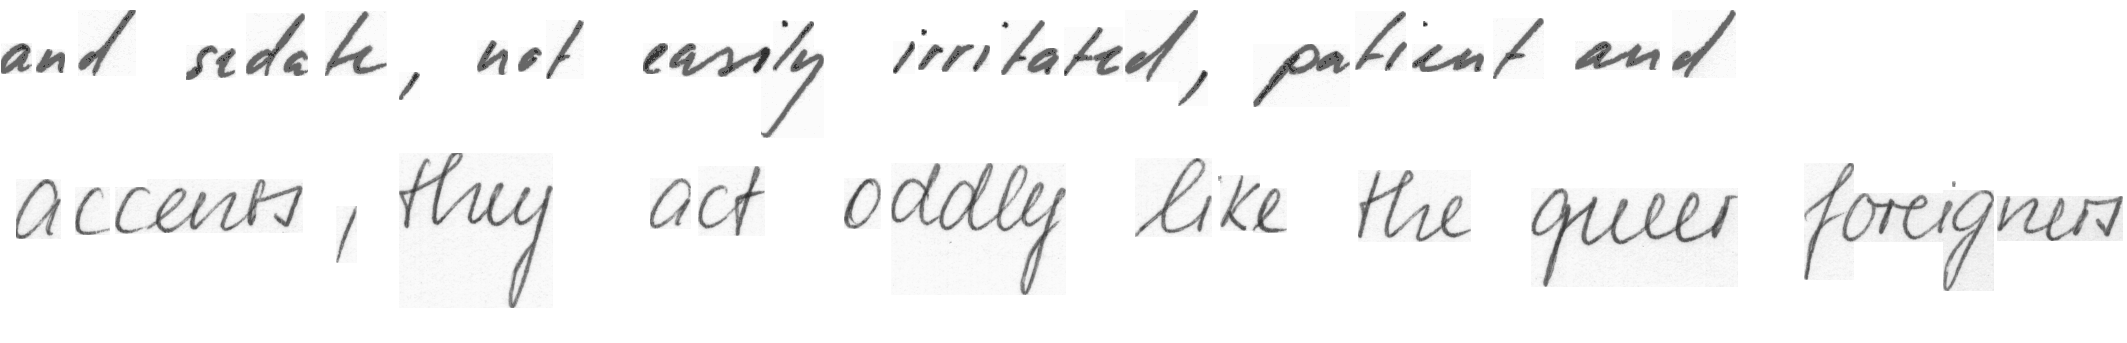 and sedate, not easily irritated, patient and
accents, they act oddly like the queer foreigners